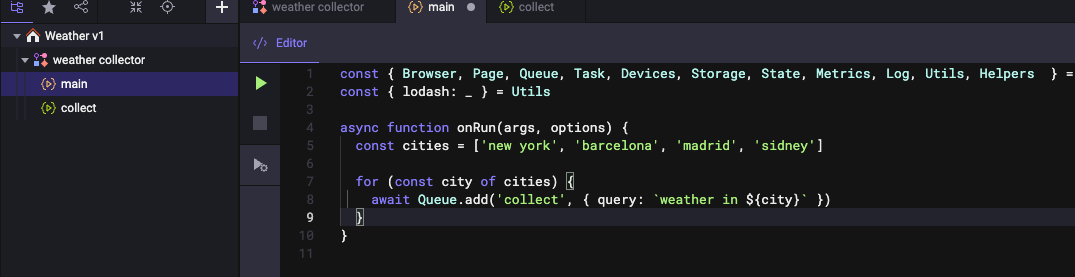 weather collector
main
collect
Weather v1
weather collector
main
collect
</> Editor
1 const { Browser, Page, Queue, Task, Devices, Storage, State, Metrics, Log, Utils, Helpers  } =
2 const { lodash: _ } = Utils
3
4 async function onRun(args, options) {
5   const cities = ['new york', 'barcelona', 'madrid', 'sidney']
6
7   for (const city of cities) {
8     await Queue.add('collect', { query: `weather in ${city}` })
9   }
10 }
11